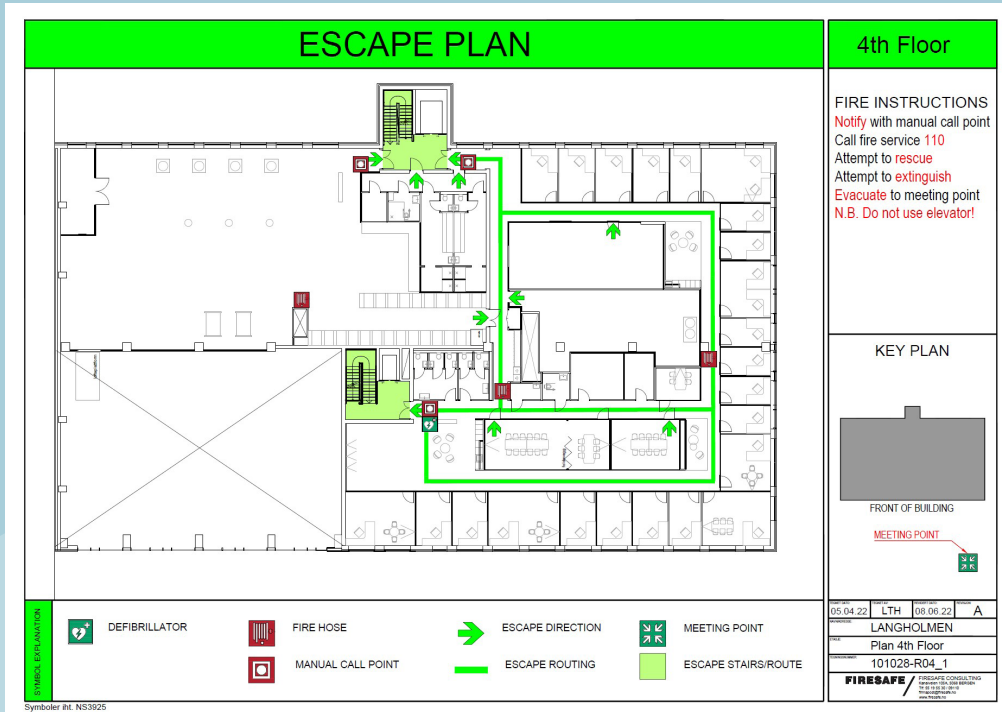 ESCAPE PLAN
4th Floor
FIRE INSTRUCTIONS
Notify with manual call point
Call fire service 110
Attempt to rescue
Attempt to extinguish
Evacuate to meeting point
N.B. Do not use elevator!
KEY PLAN
FRONT OF BUILDING
MEETING POINT
SYMBOL EXPLANATION
DEFIBRILLATOR
FIRE HOSE
ESCAPE DIRECTION
MEETING POINT
MANUAL CALL POINT
ESCAPE ROUTING
ESCAPE STAIRS/ROUTE
05.04.22 LTH 08.06.22 A
LANGHOLMEN
Plan 4th Floor
101028-R04_1
FIRESAFE FIRESAFE CONSULTING
Symboler iht. NS3925